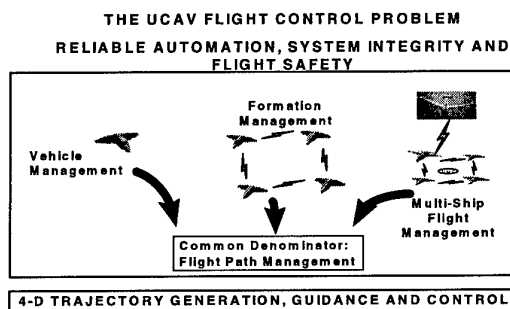 THE UCAV FLIGHT CONTROL PROBLEM
RELIABLE AUTOMATION, SYSTEM INTEGRITY AND
FLIGHT SAFETY
Formation
Management
Vehicle
Management
Multi-Ship
Flight
Management
Common Denominator:
Flight Path Management
4-D TRAJECTORY GENERATION, GUIDANCE AND CONTROL